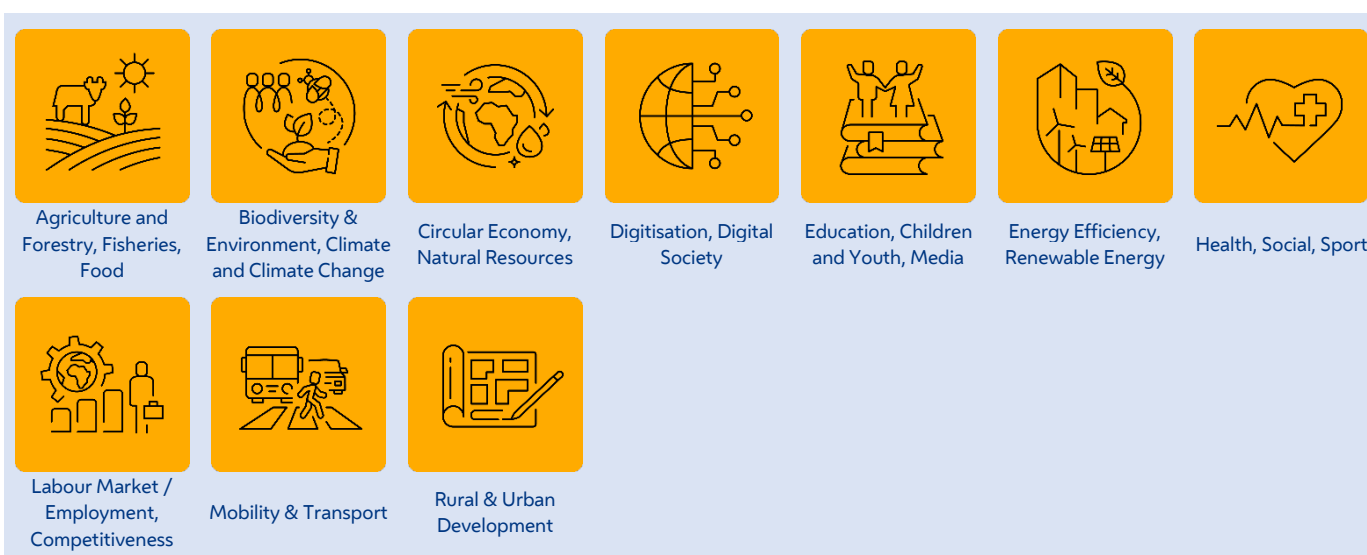 Agriculture and
Forestry, Fisheries,
Food
Biodiversity &
Environment, Climate
and Climate Change
Circular Economy,
Natural Resources
Digitisation, Digital
Society
Education, Children
and Youth, Media
Energy Efficiency,
Renewable Energy
Health, Social, Sport
Labour Market /
Employment,
Competitiveness
Mobility & Transport
Rural & Urban
Development